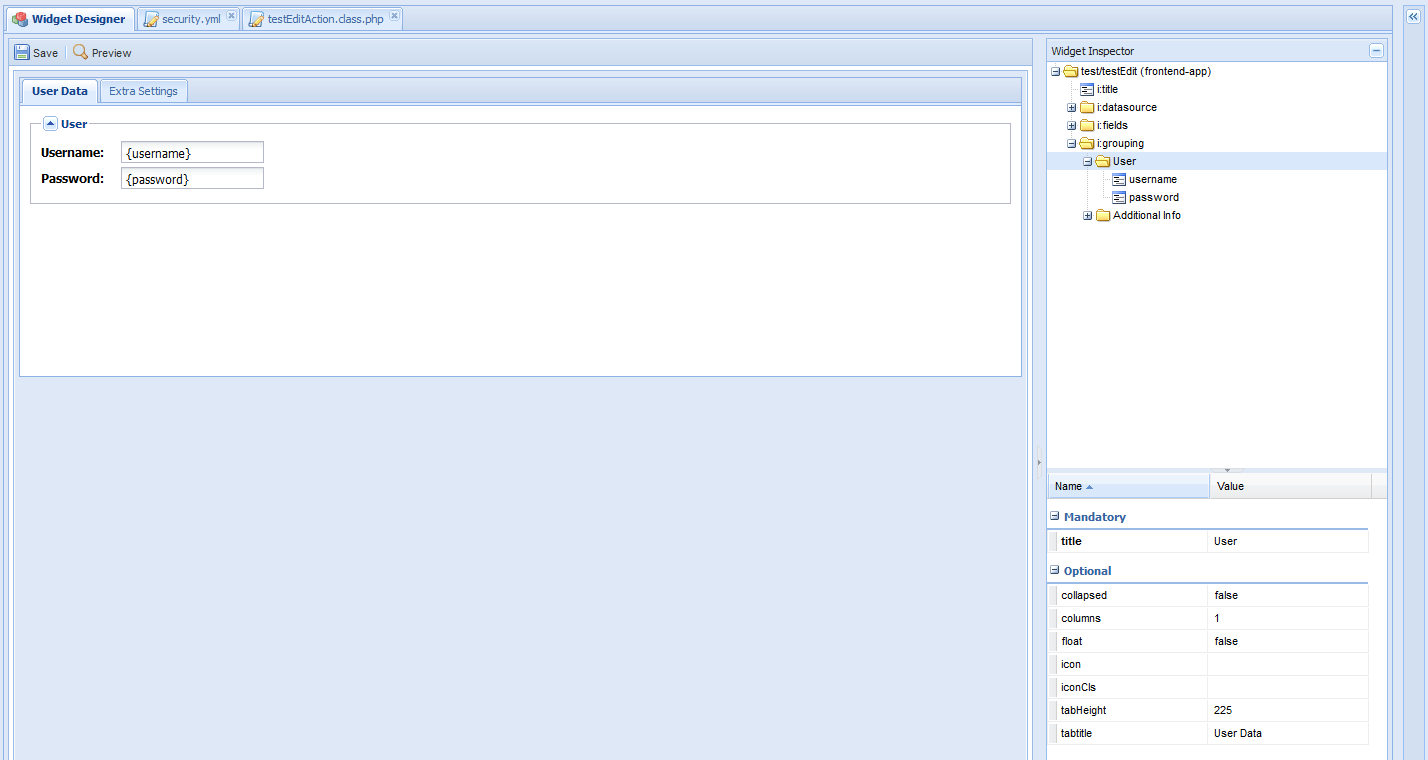 Widget Designer security.yml testEditAction.class.php
Save Preview
User Data Extra Settings
User
Username: {username}
Password: {password}
Widget Inspector
test/testEdit (frontend-app)
i:title
i:datasource
i:fields
i:grouping
User
username
password
Additional Info
Name Value
Mandatory
title User
Optional
collapsed false
columns 1
float false
icon
iconCls
tabHeight 225
tabtitle User Data